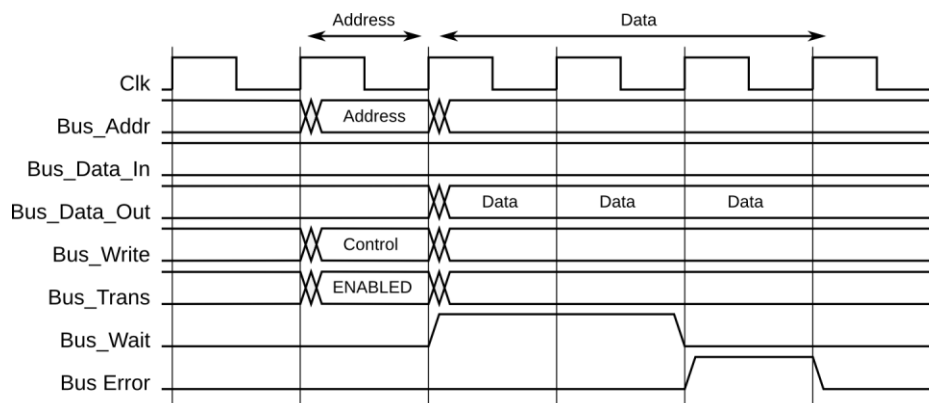 Address Data
Clk
Bus_Addr Address
Bus_Data_In
Bus_Data_Out Data Data Data
Bus_Write Control
Bus_Trans ENABLED
Bus_Wait
Bus Error